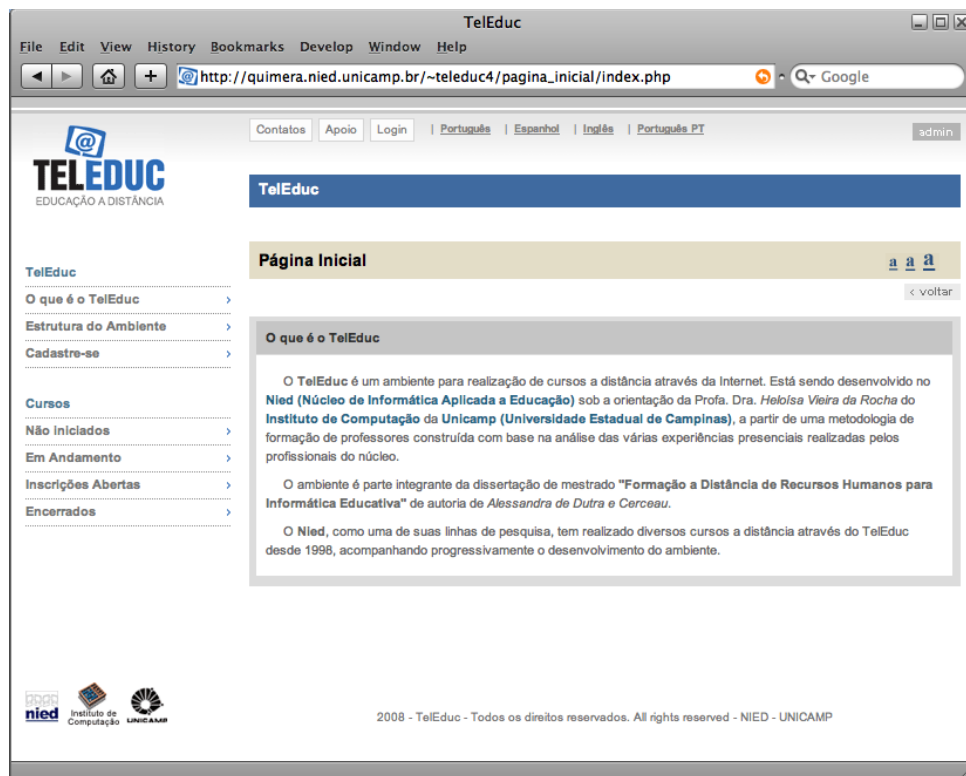 TelEduc
File Edit View History Bookmarks Develop Window Help
http://quimera.nied.unicamp.br/~teleduc4/pagina_inicial/index.php
Google
Contatos Apoio Login | Português | Espanhol | Inglês | Português PT
admin
TELEDUC
EDUCAÇÃO A DISTÂNCIA
TelEduc
Página Inicial
a a a
‹ voltar
TelEduc
O que é o TelEduc ›
Estrutura do Ambiente ›
Cadastre-se ›
Cursos
Não iniciados ›
Em Andamento ›
Inscrições Abertas ›
Encerrados ›
O que é o TelEduc
O TelEduc é um ambiente para realização de cursos a distância através da Internet. Está sendo desenvolvido no
Nied (Núcleo de Informática Aplicada a Educação) sob a orientação da Profa. Dra. Heloísa Vieira da Rocha do
Instituto de Computação da Unicamp (Universidade Estadual de Campinas), a partir de uma metodologia de
formação de professores construída com base na análise das várias experiências presenciais realizadas pelos
profissionais do núcleo.
O ambiente é parte integrante da dissertação de mestrado "Formação a Distância de Recursos Humanos para
Informática Educativa" de autoria de Alessandra de Dutra e Cerceau.
O Nied, como uma de suas linhas de pesquisa, tem realizado diversos cursos a distância através do TelEduc
desde 1998, acompanhando progressivamente o desenvolvimento do ambiente.
nied
Instituto de
Computação
UNICAMP
2008 - TelEduc - Todos os direitos reservados. All rights reserved - NIED - UNICAMP